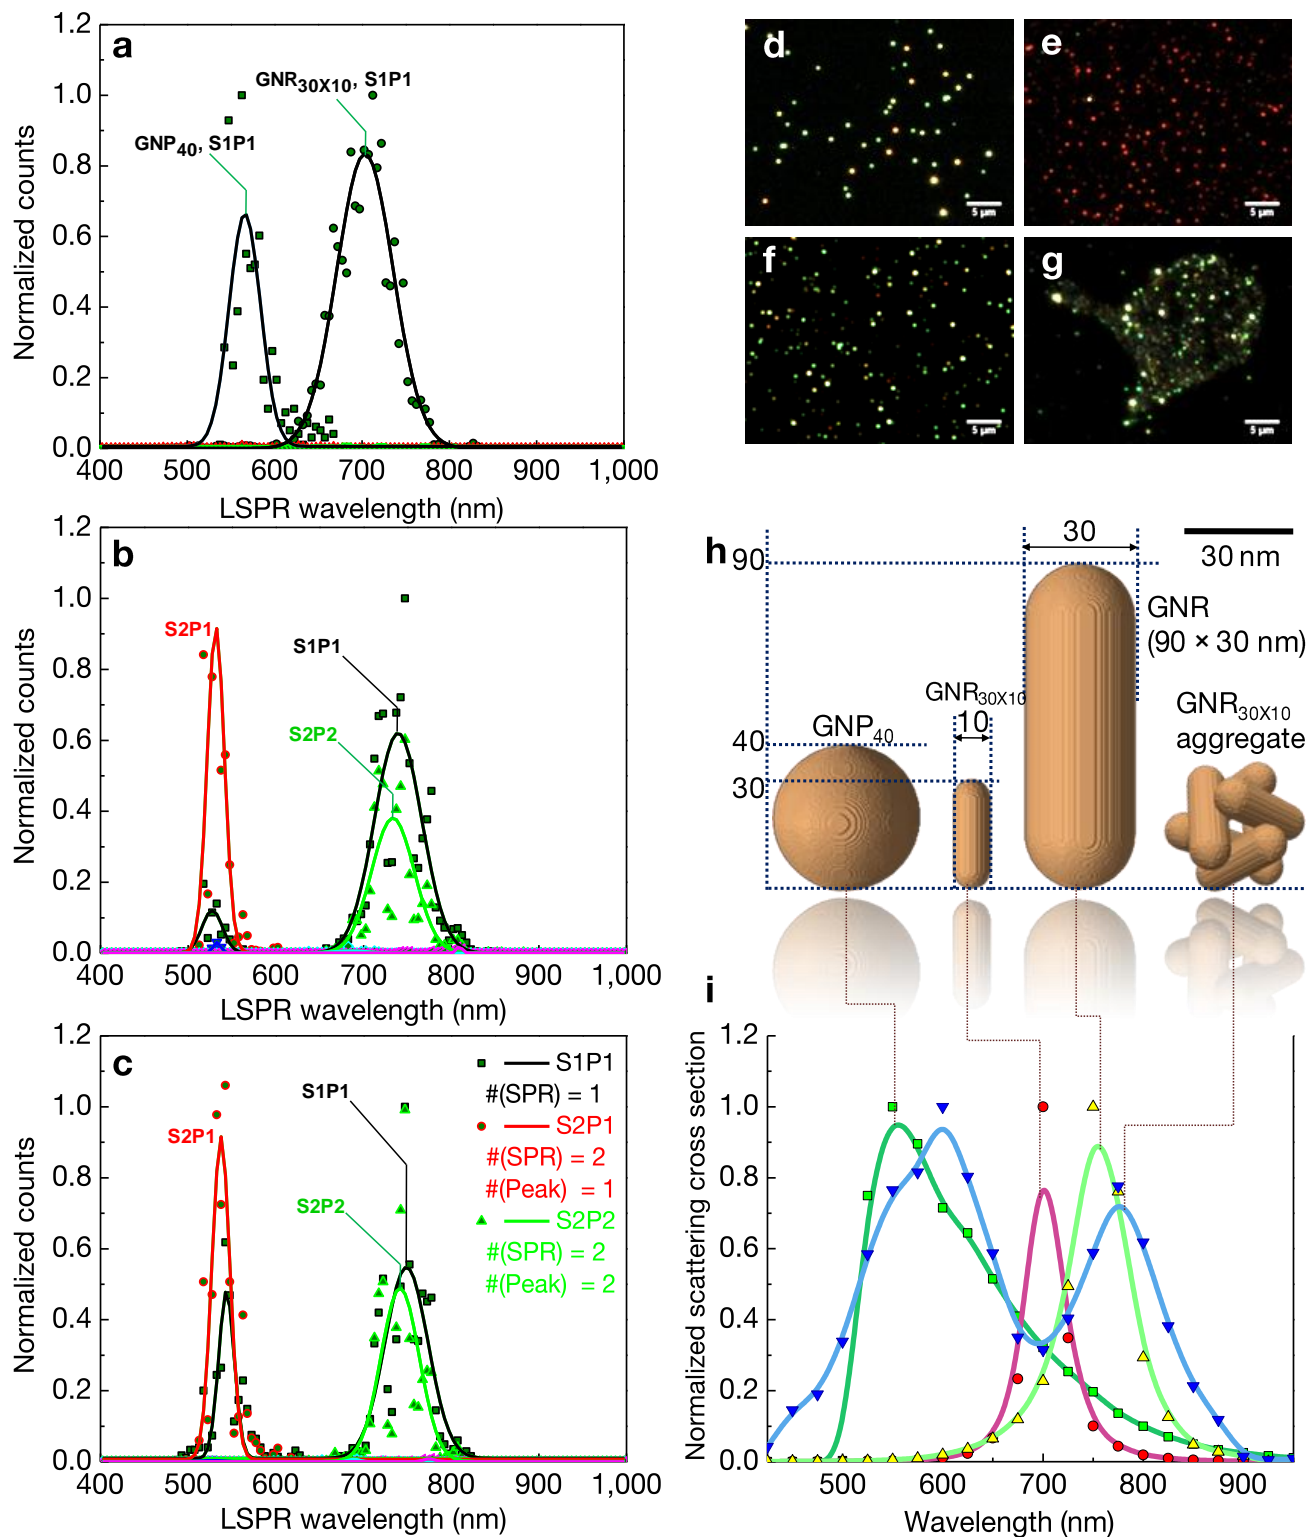 a
1.2
1.0
0.8
0.6
0.4
0.2
0.0
Normalized counts
GNP40, S1P1
GNR30X10, S1P1
400 500 600 700 800 900 1,000
LSPR wavelength (nm)
b
1.2
1.0
0.8
0.6
0.4
0.2
0.0
Normalized counts
S2P1
S1P1
S2P2
400 500 600 700 800 900 1,000
LSPR wavelength (nm)
c
1.2
1.0
0.8
0.6
0.4
0.2
0.0
Normalized counts
S2P1
S1P1
S2P2
S1P1
#(SPR) = 1
S2P1
#(SPR) = 2
#(Peak) = 1
S2P2
#(SPR) = 2
#(Peak) = 2
400 500 600 700 800 900 1,000
LSPR wavelength (nm)
d
5 µm
e
5 µm
f
5 µm
g
5 µm
h
90
40
30
30
10
30 nm
GNP40
GNR30X10
GNR
(90 × 30 nm)
GNR30X10
aggregate
i
1.2
1.0
0.8
0.6
0.4
0.2
0.0
Normalized scattering cross section
500 600 700 800 900
Wavelength (nm)